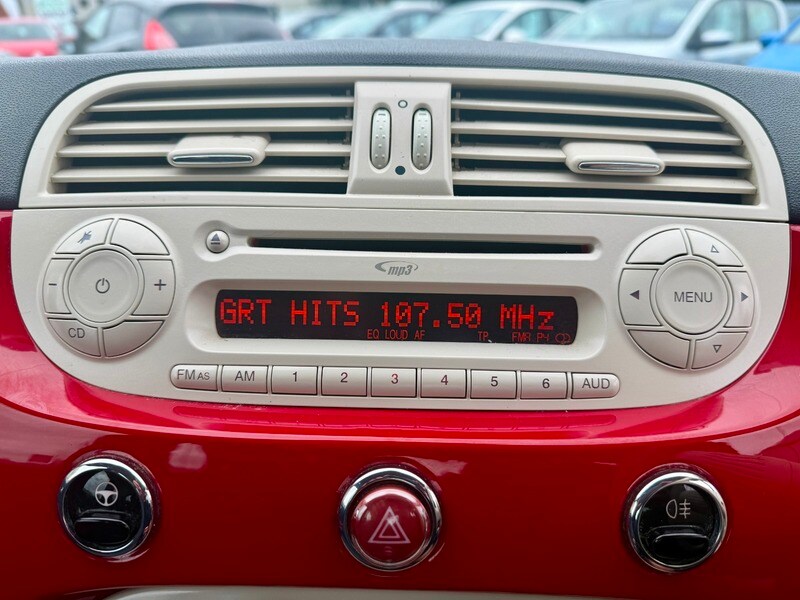 mp3
MENU
GRT HITS 107.50 MHz
EQ LOUD AF TP FMR P4
CD
FM AS AM 1 2 3 4 5 6 AUD